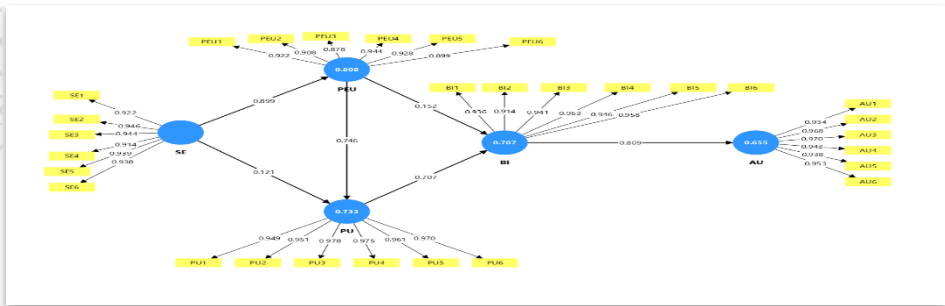 PEU1 PEU2 PEU3 PEU4 PEU5 PEU6
0.922 0.908 0.878 0.944 0.928 0.899
0.808
PEU
SE1
SE2
SE3
SE4
SE5
SE6
0.922
0.946
0.944
0.914
0.939
0.938
SE
0.899
0.121
0.746
0.152
0.707
BI1 BI2 BI3 BI4 BI5 BI6
0.936 0.914 0.941 0.963 0.946 0.958
0.707
BI
0.809
0.655
AU
AU1
AU2
AU3
AU4
AU5
AU6
0.934
0.968
0.970
0.943
0.938
0.953
0.733
PU
0.949 0.951 0.978 0.975 0.961 0.970
PU1 PU2 PU3 PU4 PU5 PU6